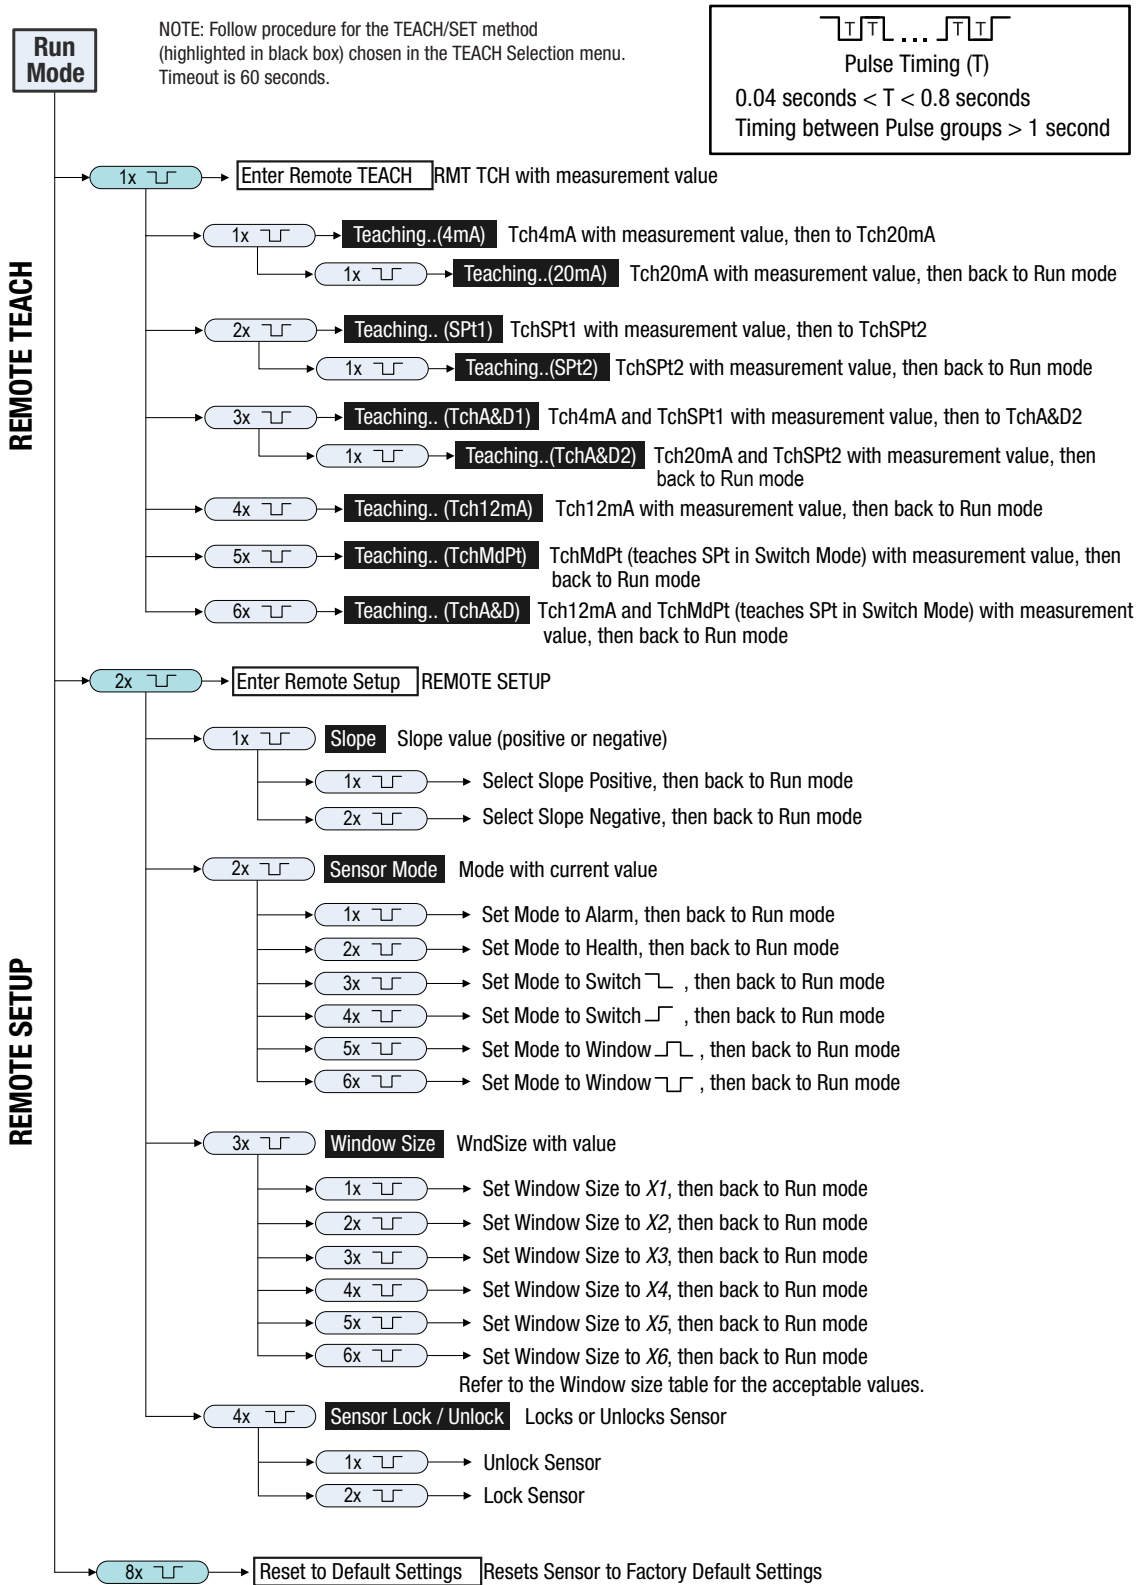 Run
Mode
NOTE: Follow procedure for the TEACH/SET method
(highlighted in black box) chosen in the TEACH Selection menu.
Timeout is 60 seconds.
T T ... T T
Pulse Timing (T)
0.04 seconds < T < 0.8 seconds
Timing between Pulse groups > 1 second
REMOTE TEACH
1x Enter Remote TEACH RMT TCH with measurement value
1x Teaching..(4mA) Tch4mA with measurement value, then to Tch20mA
1x Teaching..(20mA) Tch20mA with measurement value, then back to Run mode
2x Teaching.. (SPt1) TchSPt1 with measurement value, then to TchSPt2
1x Teaching..(SPt2) TchSPt2 with measurement value, then back to Run mode
3x Teaching.. (TchA&D1) Tch4mA and TchSPt1 with measurement value, then to TchA&D2
1x Teaching..(TchA&D2) Tch20mA and TchSPt2 with measurement value, then
back to Run mode
4x Teaching.. (Tch12mA) Tch12mA with measurement value, then back to Run mode
5x Teaching.. (TchMdPt) TchMdPt (teaches SPt in Switch Mode) with measurement value, then
back to Run mode
6x Teaching.. (TchA&D) Tch12mA and TchMdPt (teaches SPt in Switch Mode) with measurement
value, then back to Run mode
REMOTE SETUP
2x Enter Remote Setup REMOTE SETUP
1x Slope Slope value (positive or negative)
1x Select Slope Positive, then back to Run mode
2x Select Slope Negative, then back to Run mode
2x Sensor Mode Mode with current value
1x Set Mode to Alarm, then back to Run mode
2x Set Mode to Health, then back to Run mode
3x Set Mode to Switch , then back to Run mode
4x Set Mode to Switch , then back to Run mode
5x Set Mode to Window , then back to Run mode
6x Set Mode to Window , then back to Run mode
3x Window Size WndSize with value
1x Set Window Size to X1, then back to Run mode
2x Set Window Size to X2, then back to Run mode
3x Set Window Size to X3, then back to Run mode
4x Set Window Size to X4, then back to Run mode
5x Set Window Size to X5, then back to Run mode
6x Set Window Size to X6, then back to Run mode
Refer to the Window size table for the acceptable values.
4x Sensor Lock / Unlock Locks or Unlocks Sensor
1x Unlock Sensor
2x Lock Sensor
8x Reset to Default Settings Resets Sensor to Factory Default Settings